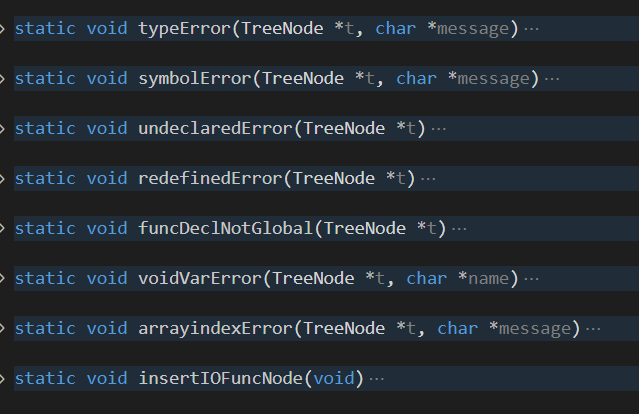 static void typeError(TreeNode *t, char *message)···
static void symbolError(TreeNode *t, char *message)···
static void undeclaredError(TreeNode *t)···
static void redefinedError(TreeNode *t)···
static void funcDeclNotGlobal(TreeNode *t)···
static void voidVarError(TreeNode *t, char *name)···
static void arrayindexError(TreeNode *t, char *message)···
static void insertIOFuncNode(void)···